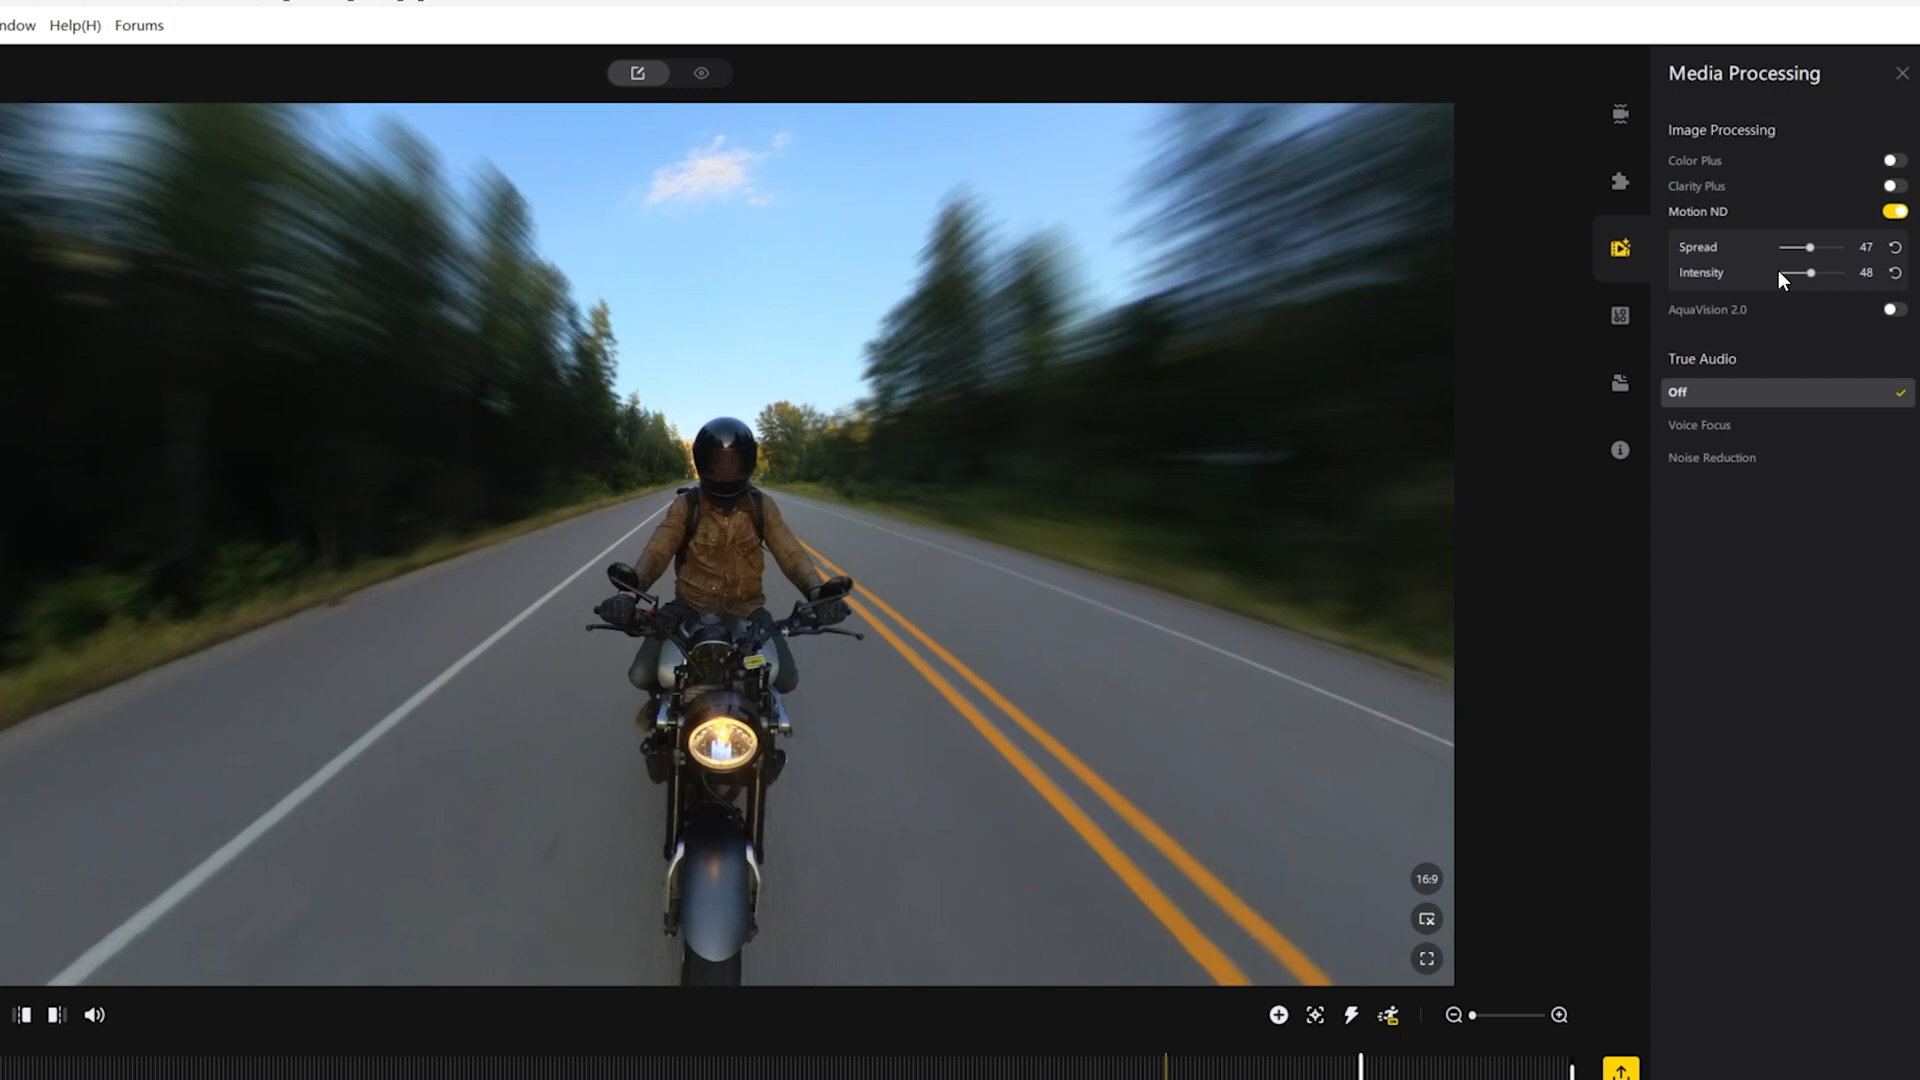 ndow Help(H) Forums
Media Processing
Image Processing
Color Plus
Clarity Plus
Motion ND
Spread 47
Intensity 48
AquaVision 2.0
True Audio
Off
Voice Focus
Noise Reduction
16:9